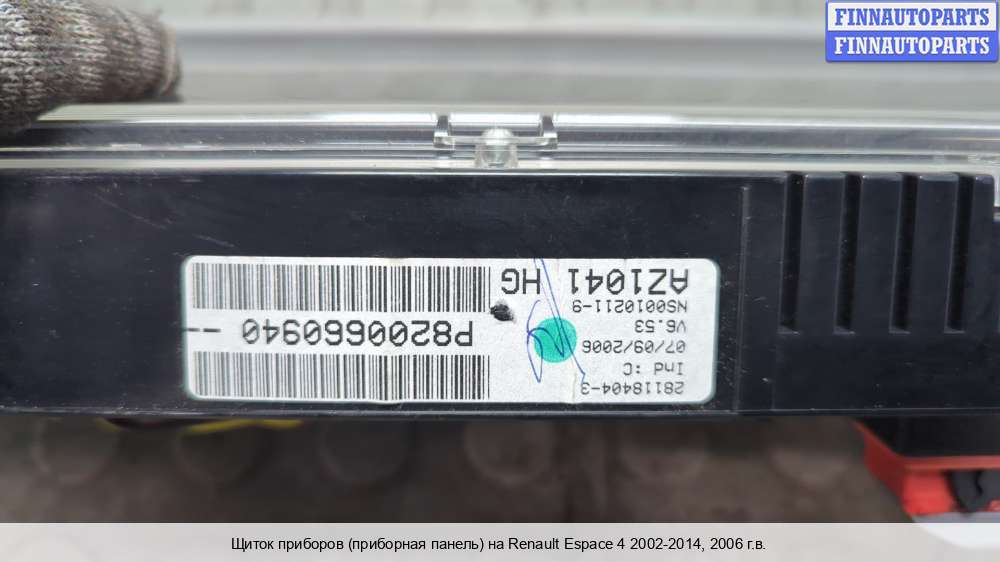 FINNAUTOPARTS
FINNAUTOPARTS
28118404-3
Ind : C
07/09/2006
V6.53
NS0010211-9
AZ1041 HG
P8200660940 --
Щиток приборов (приборная панель) на Renault Espace 4 2002-2014, 2006 г.в.